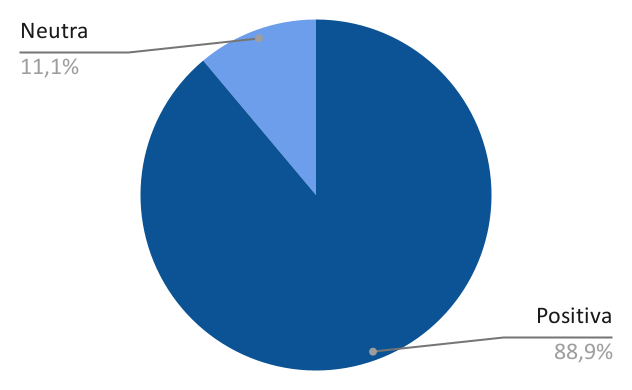 Neutra
11,1%
Positiva
88,9%